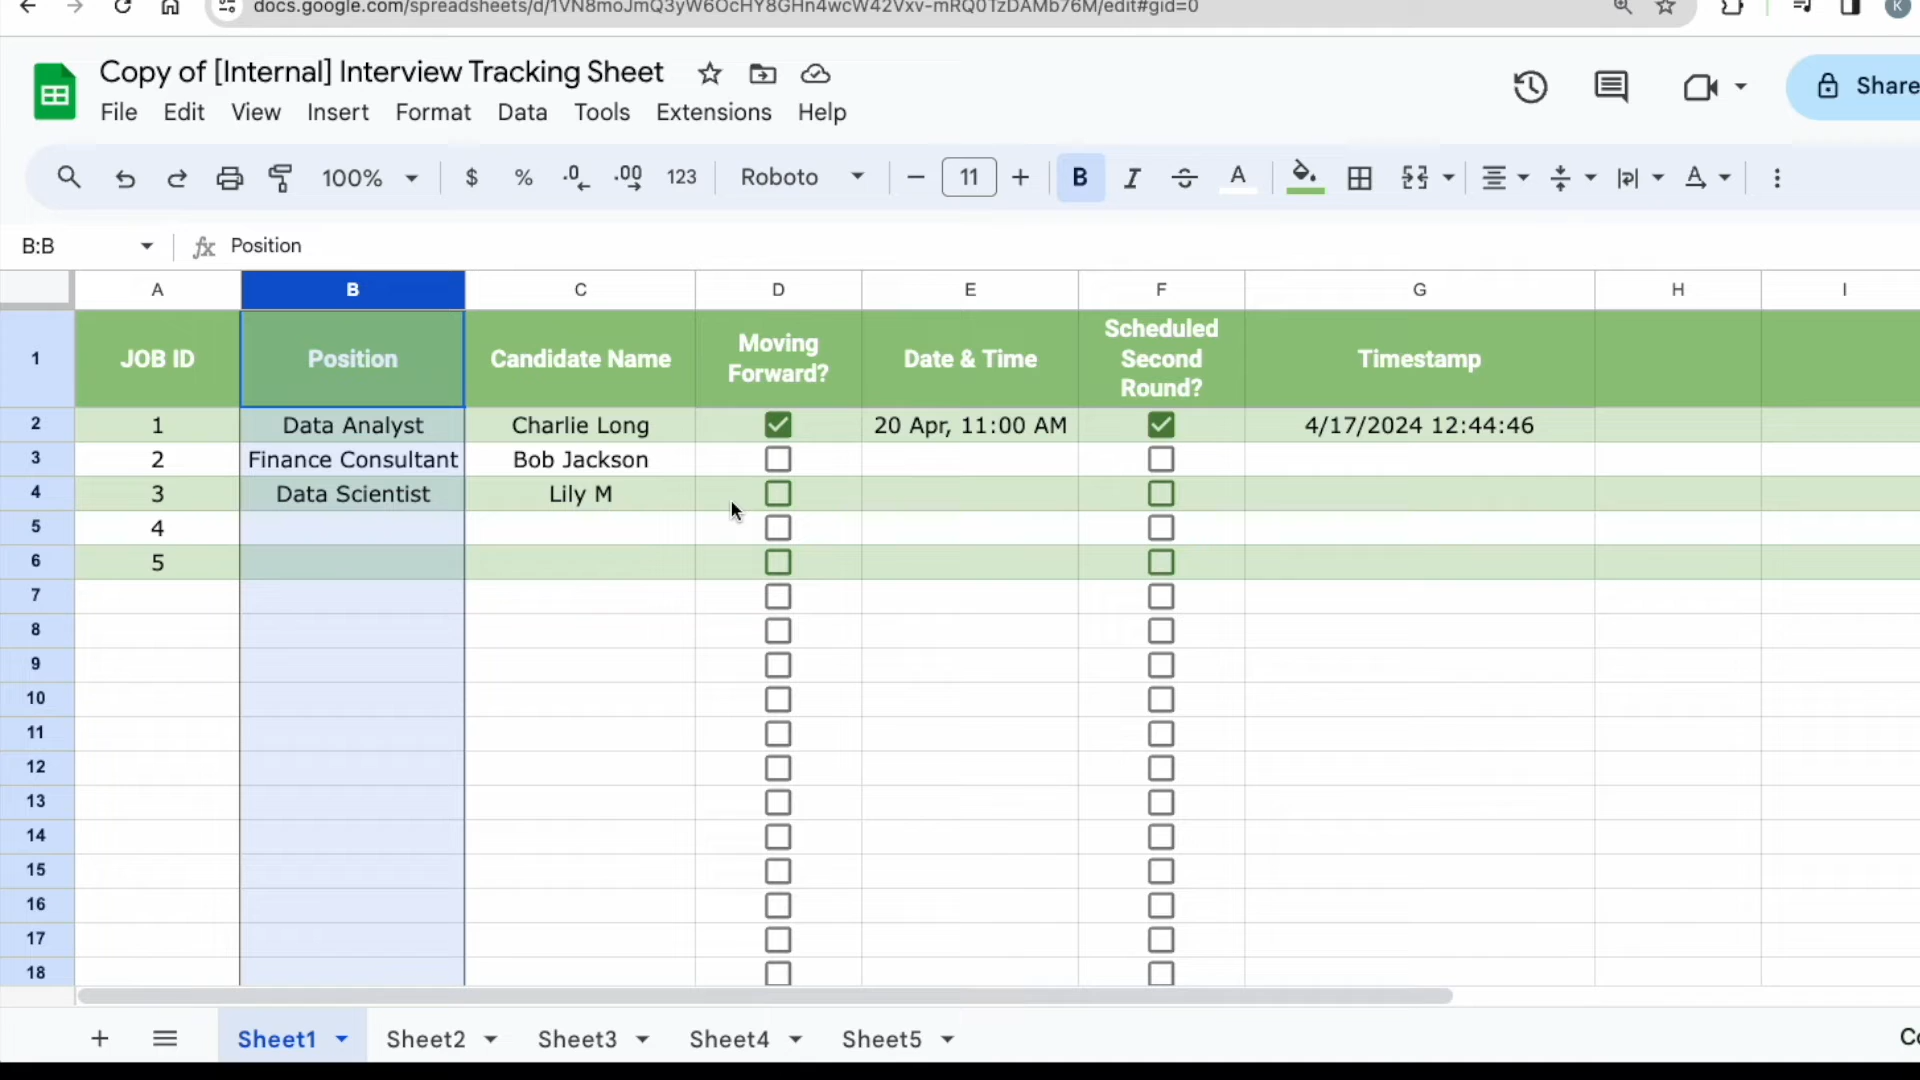 docs.google.com/spreadsheets/d/1VN8moJmQ3yW6OcHY8GHn4wcW42Vxv-mRQ01zDAMb76M/edit#gid=0
K
Copy of [Internal] Interview Tracking Sheet
Share
File Edit View Insert Format Data Tools Extensions Help
100% $ % .0 .00 123 Roboto 11 B I S A A
B:B fx Position
A B C D E F G H I
1 JOB ID Position Candidate Name Moving Forward? Date & Time Scheduled Second Round? Timestamp
2 1 Data Analyst Charlie Long 20 Apr, 11:00 AM 4/17/2024 12:44:46
3 2 Finance Consultant Bob Jackson
4 3 Data Scientist Lily M
5 4
6 5
7
8
9
10
11
12
13
14
15
16
17
18
Sheet1 Sheet2 Sheet3 Sheet4 Sheet5